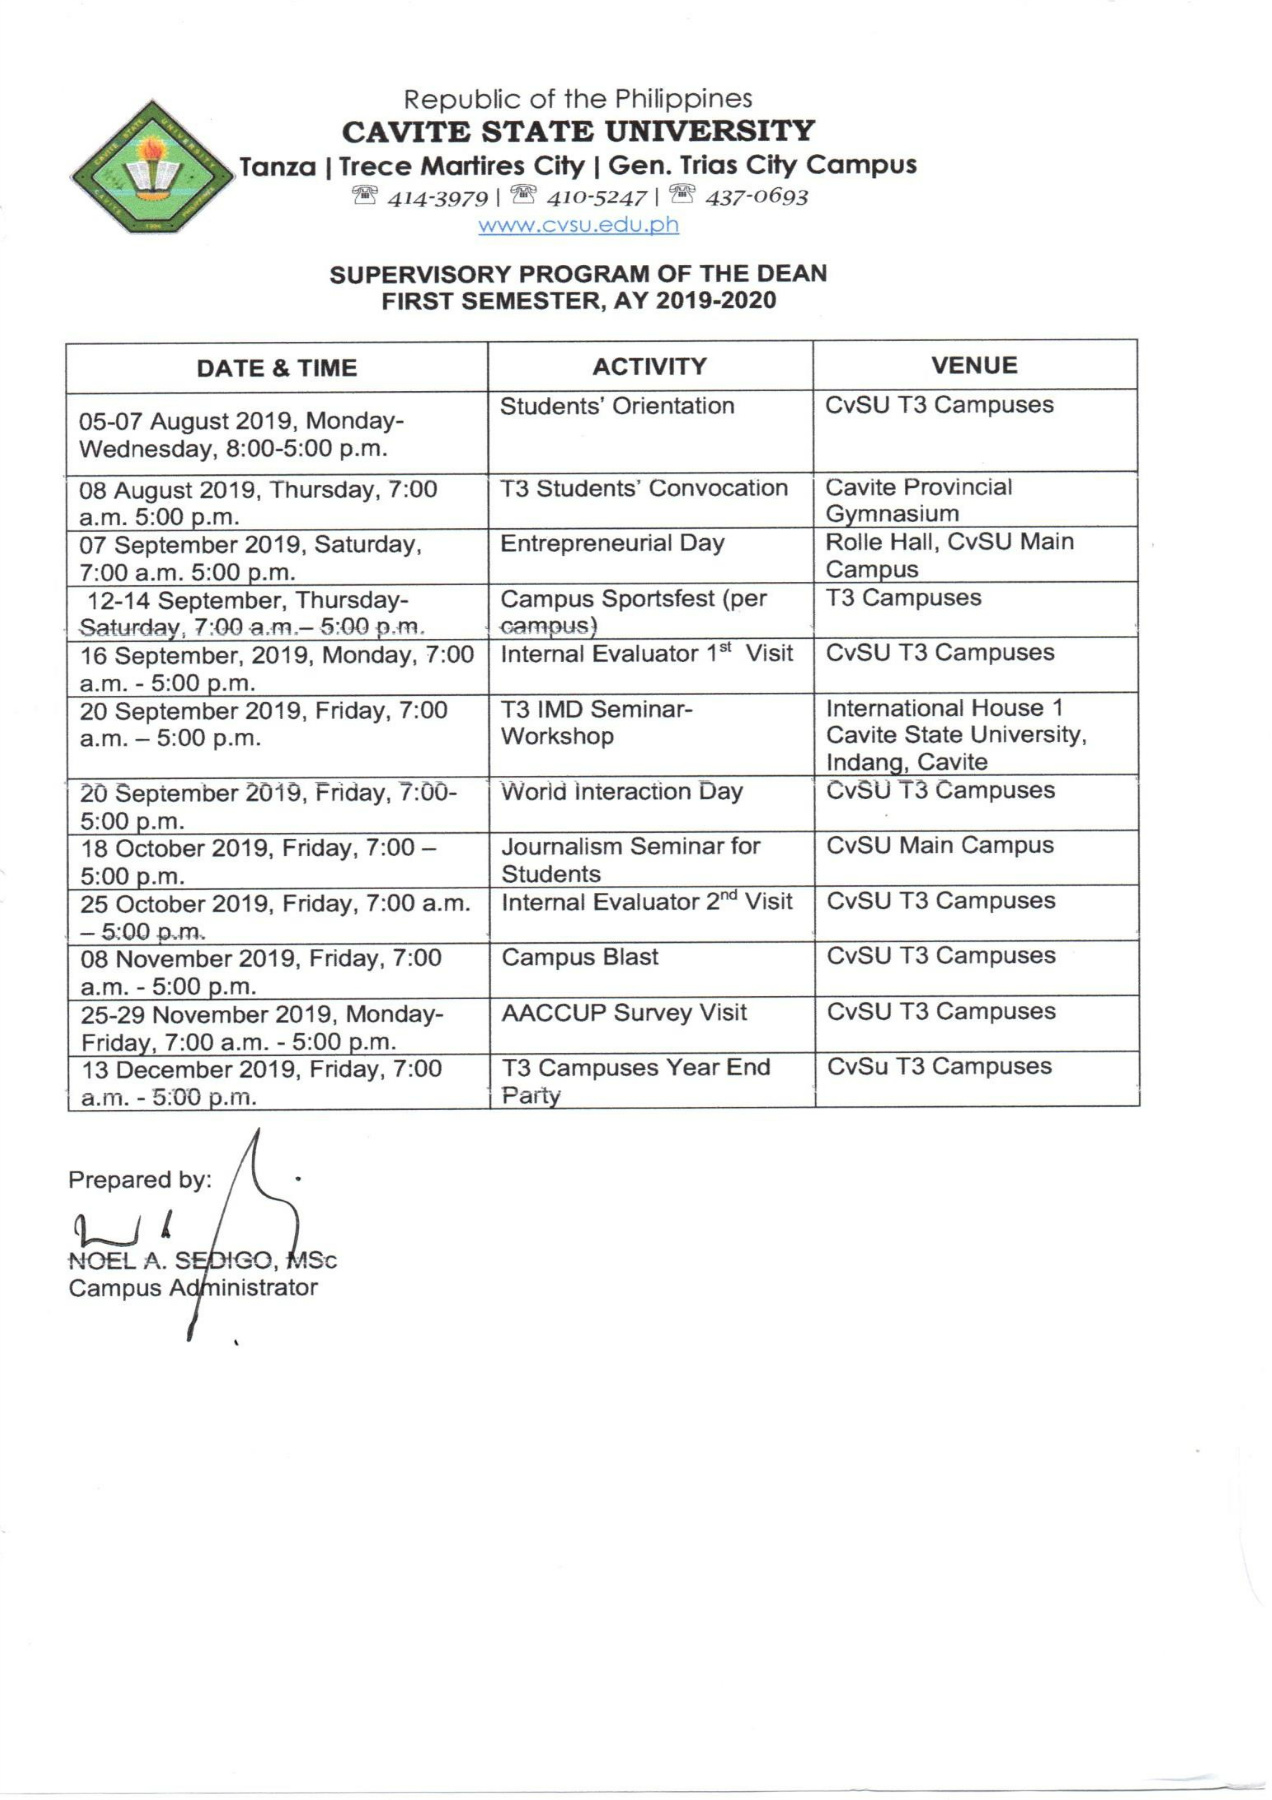 Republic of the Philippines
CAVITE STATE UNIVERSITY
Tanza | Trece Martires City | Gen. Trias City Campus
☏ 414-3979 | ☏ 410-5247 | ☏ 437-0693
www.cvsu.edu.ph
CAVITE STATE UNIVERSITY
CAVITE PHILIPPINES
SUPERVISORY PROGRAM OF THE DEAN
FIRST SEMESTER, AY 2019-2020
DATE & TIME ACTIVITY VENUE
05-07 August 2019, Monday- Students’ Orientation CvSU T3 Campuses
Wednesday, 8:00-5:00 p.m.
08 August 2019, Thursday, 7:00 T3 Students’ Convocation Cavite Provincial
a.m. 5:00 p.m. Gymnasium
07 September 2019, Saturday, Entrepreneurial Day Rolle Hall, CvSU Main
7:00 a.m. 5:00 p.m. Campus
12-14 September, Thursday- Campus Sportsfest (per T3 Campuses
Saturday, 7:00 a.m.– 5:00 p.m. campus)
16 September, 2019, Monday, 7:00 Internal Evaluator 1st Visit CvSU T3 Campuses
a.m. - 5:00 p.m.
20 September 2019, Friday, 7:00 T3 IMD Seminar- International House 1
a.m. – 5:00 p.m. Workshop Cavite State University,
Indang, Cavite
20 September 2019, Friday, 7:00- World Interaction Day CvSU T3 Campuses
5:00 p.m.
18 October 2019, Friday, 7:00 – Journalism Seminar for CvSU Main Campus
5:00 p.m. Students
25 October 2019, Friday, 7:00 a.m. Internal Evaluator 2nd Visit CvSU T3 Campuses
– 5:00 p.m.
08 November 2019, Friday, 7:00 Campus Blast CvSU T3 Campuses
a.m. - 5:00 p.m.
25-29 November 2019, Monday- AACCUP Survey Visit CvSU T3 Campuses
Friday, 7:00 a.m. - 5:00 p.m.
13 December 2019, Friday, 7:00 T3 Campuses Year End CvSu T3 Campuses
a.m. - 5:00 p.m. Party
Prepared by:
NOEL A. SEDIGO, MSc
Campus Administrator